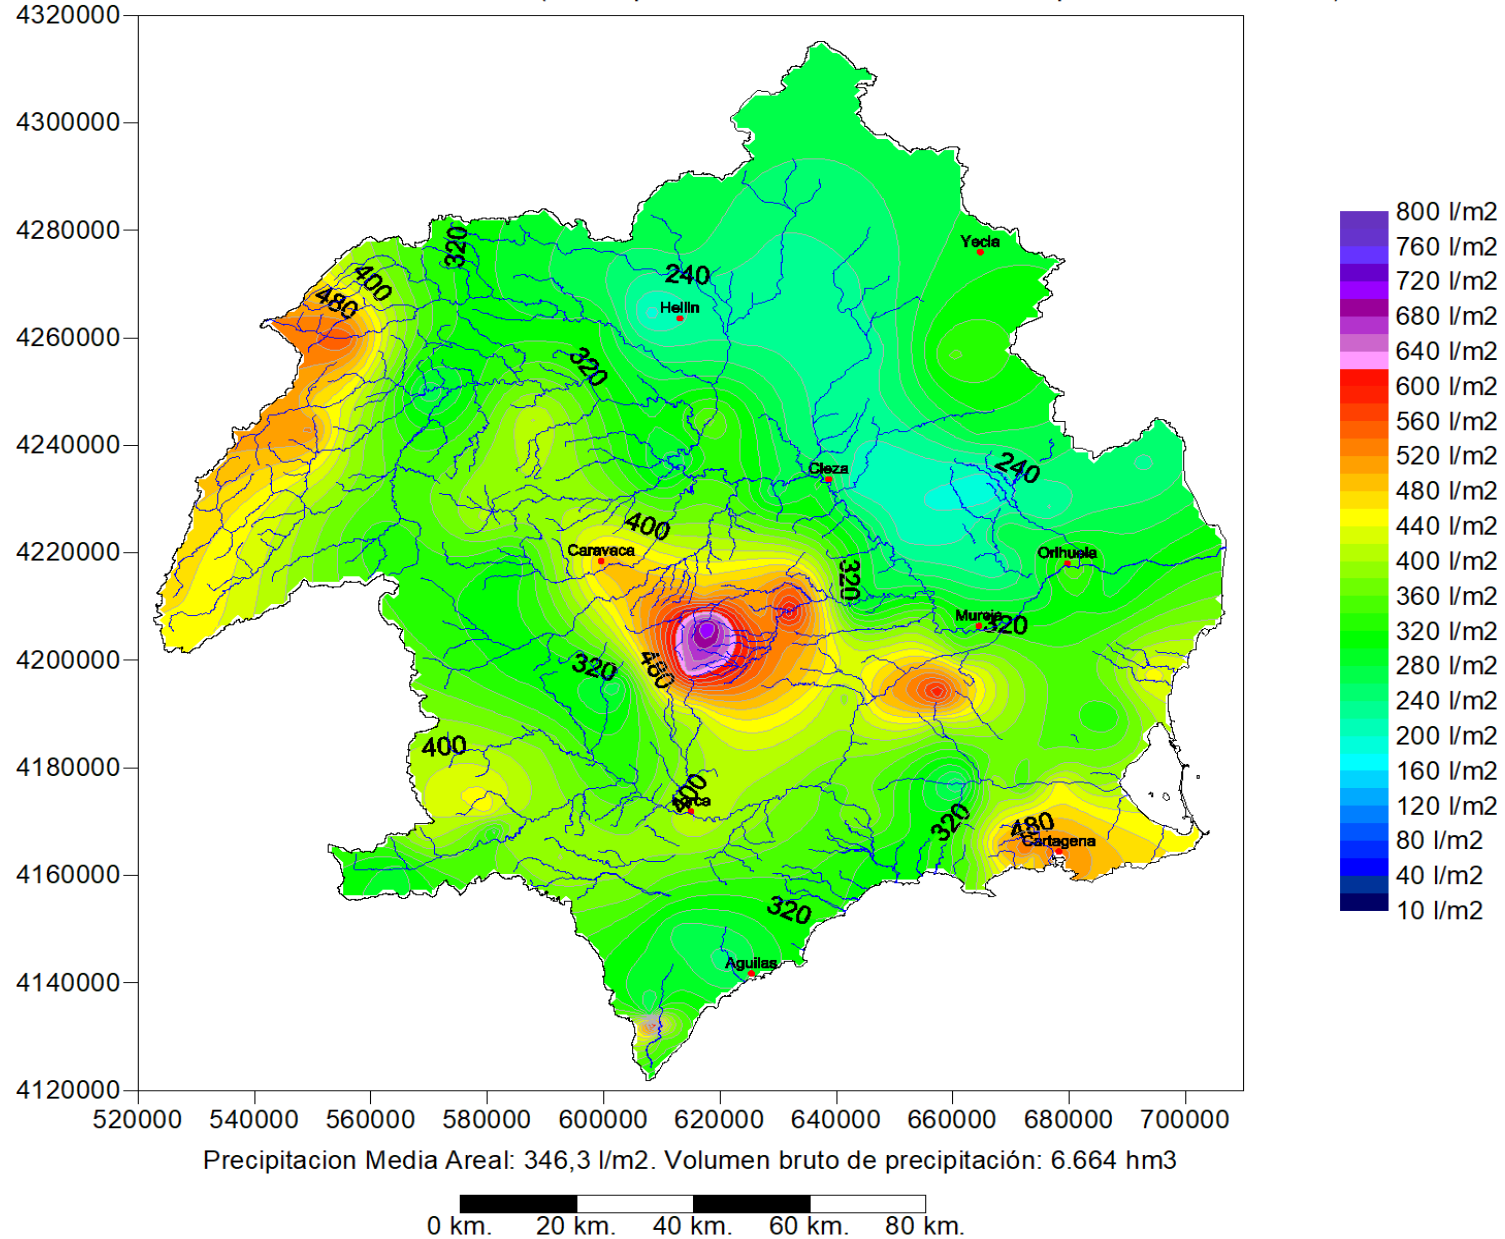 4320000
4300000
4280000
4260000
4240000
4220000
4200000
4180000
4160000
4140000
4120000
520000 540000 560000 580000 600000 620000 640000 660000 680000 700000
320
400
480
240
Hellin
Yecla
320
Cieza
240
400
Caravaca
320
Orihuela
Murcia
320
320
480
400
400
Lorca
320
480
Cartagena
320
Aguilas
800 l/m2
760 l/m2
720 l/m2
680 l/m2
640 l/m2
600 l/m2
560 l/m2
520 l/m2
480 l/m2
440 l/m2
400 l/m2
360 l/m2
320 l/m2
280 l/m2
240 l/m2
200 l/m2
160 l/m2
120 l/m2
80 l/m2
40 l/m2
10 l/m2
Precipitacion Media Areal: 346,3 l/m2. Volumen bruto de precipitación: 6.664 hm3
0 km. 20 km. 40 km. 60 km. 80 km.